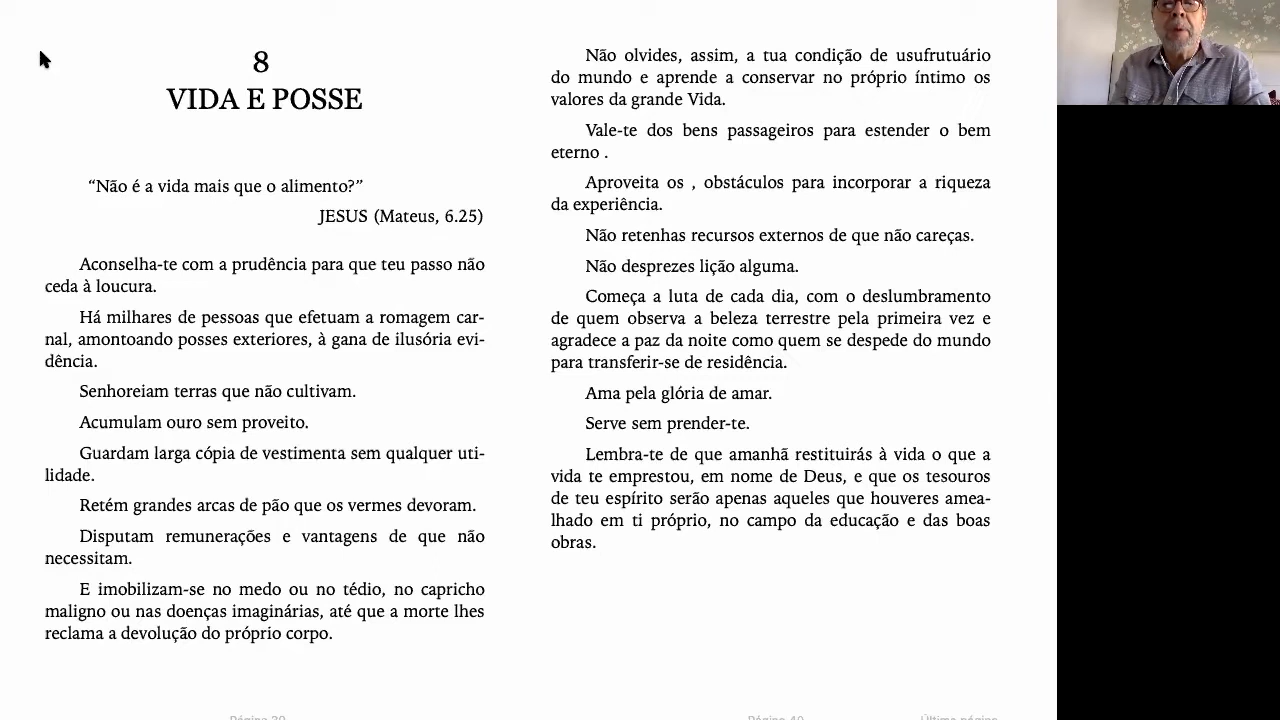 8
VIDA E POSSE
“Não é a vida mais que o alimento?”
JESUS (Mateus, 6.25)
Aconselha-te com a prudência para que teu passo não
ceda à loucura.
Há milhares de pessoas que efetuam a romagem car-
nal, amontoando posses exteriores, à gana de ilusória evi-
dência.
Senhoreiam terras que não cultivam.
Acumulam ouro sem proveito.
Guardam larga cópia de vestimenta sem qualquer uti-
lidade.
Retém grandes arcas de pão que os vermes devoram.
Disputam remunerações e vantagens de que não
necessitam.
E imobilizam-se no medo ou no tédio, no capricho
maligno ou nas doenças imaginárias, até que a morte lhes
reclama a devolução do próprio corpo.
Não olvides, assim, a tua condição de usufrutuário
do mundo e aprende a conservar no próprio íntimo os
valores da grande Vida.
Vale-te dos bens passageiros para estender o bem
eterno .
Aproveita os , obstáculos para incorporar a riqueza
da experiência.
Não retenhas recursos externos de que não careças.
Não desprezes lição alguma.
Começa a luta de cada dia, com o deslumbramento
de quem observa a beleza terrestre pela primeira vez e
agradece a paz da noite como quem se despede do mundo
para transferir-se de residência.
Ama pela glória de amar.
Serve sem prender-te.
Lembra-te de que amanhã restituirás à vida o que a
vida te emprestou, em nome de Deus, e que os tesouros
de teu espírito serão apenas aqueles que houveres amea-
lhado em ti próprio, no campo da educação e das boas
obras.
Página 39 Página 40 Última página